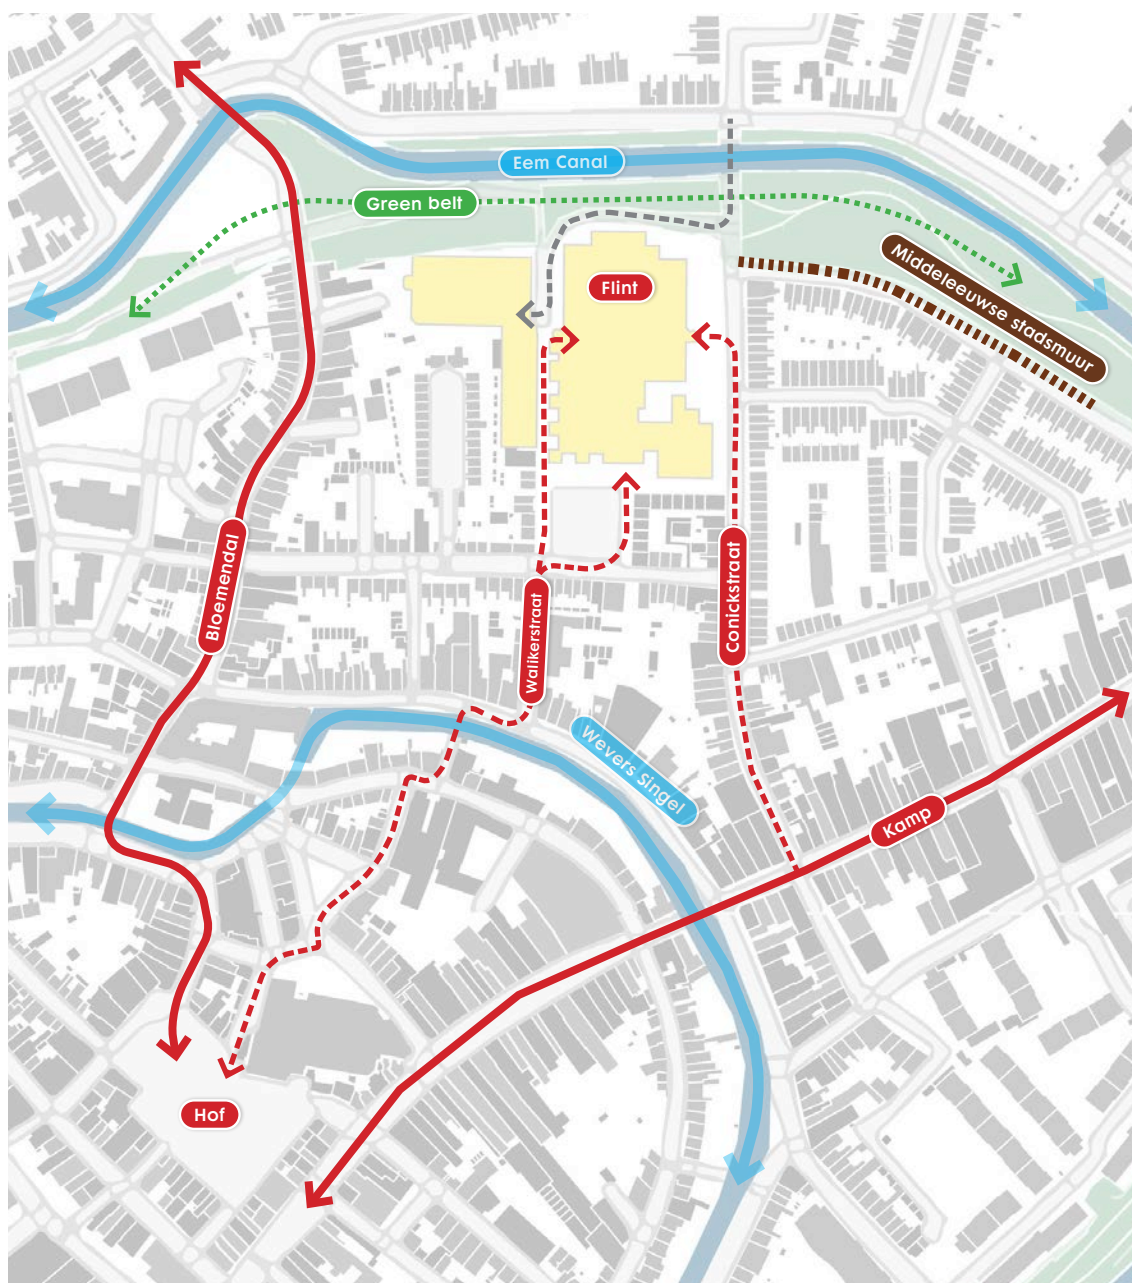 Eem Canal
Green belt
Middeleeuwse stadsmuur
Flint
Bloemendal
Walikerstraat
Conickstraat
Wevers Singel
Kamp
Hof